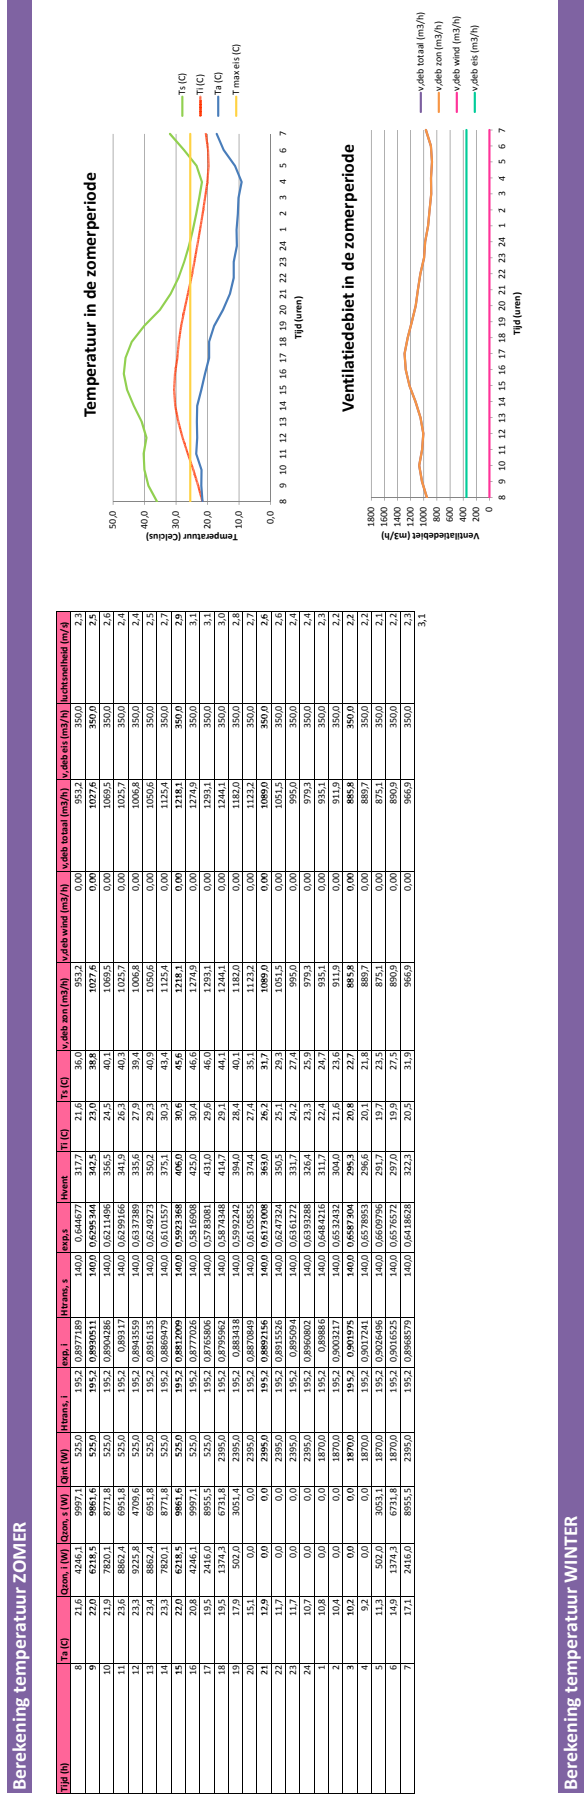 Berekening temperatuur ZOMER
Tijd (h) Ta (C) Qzon, i (W) Qzon, s (W) Qint (W) Htrans, i exp, i Htrans, s exp,s Hvent Ti (C) Ts (C) v,deb zon (m3/h) v,deb wind (m3/h) v,deb totaal (m3/h) v,deb eis (m3/h) luchtsnelheid (m/s)
8 21,6 4246,1 9997,1 525,0 195,2 0,8977189 140,0 0,644677 317,7 21,6 36,0 953,2 0,00 953,2 350,0 2,3
9 22,0 6218,5 9861,6 525,0 195,2 0,8930511 140,0 0,6295344 342,5 23,0 38,8 1027,6 0,00 1027,6 350,0 2,5
10 21,9 7820,1 8771,8 525,0 195,2 0,8904286 140,0 0,6211496 356,5 24,5 40,1 1069,5 0,00 1069,5 350,0 2,6
11 23,6 8862,4 6951,8 525,0 195,2 0,89317 140,0 0,6299166 341,9 26,3 40,3 1025,7 0,00 1025,7 350,0 2,4
12 23,3 9225,8 4709,6 525,0 195,2 0,8943559 140,0 0,6337389 335,6 27,9 39,4 1006,8 0,00 1006,8 350,0 2,4
13 23,4 8862,4 6951,8 525,0 195,2 0,8916135 140,0 0,6249273 350,2 29,3 40,9 1050,6 0,00 1050,6 350,0 2,5
14 23,3 7820,1 8771,8 525,0 195,2 0,8869479 140,0 0,6101557 375,1 30,3 43,4 1125,4 0,00 1125,4 350,0 2,7
15 22,0 6218,5 9861,6 525,0 195,2 0,8812009 140,0 0,5923368 406,0 30,6 45,6 1218,1 0,00 1218,1 350,0 2,9
16 20,8 4246,1 9997,1 525,0 195,2 0,8777026 140,0 0,5816908 425,0 30,4 46,6 1274,9 0,00 1274,9 350,0 3,1
17 19,5 2416,0 8955,5 525,0 195,2 0,8765806 140,0 0,5783081 431,0 29,6 46,0 1293,1 0,00 1293,1 350,0 3,1
18 19,5 1374,3 6731,8 2395,0 195,2 0,8795962 140,0 0,5874348 414,7 29,1 44,1 1244,1 0,00 1244,1 350,0 3,0
19 17,9 502,0 3051,4 2395,0 195,2 0,883438 140,0 0,5992242 394,0 28,4 40,1 1182,0 0,00 1182,0 350,0 2,8
20 15,1 0,0 0,0 2395,0 195,2 0,8870849 140,0 0,6105855 374,4 27,4 35,1 1123,2 0,00 1123,2 350,0 2,7
21 12,9 0,0 0,0 2395,0 195,2 0,8892156 140,0 0,6173008 363,0 26,2 31,7 1089,0 0,00 1089,0 350,0 2,6
22 11,7 0,0 0,0 2395,0 195,2 0,8915526 140,0 0,6247324 350,5 25,1 29,3 1051,5 0,00 1051,5 350,0 2,6
23 11,7 0,0 0,0 2395,0 195,2 0,895094 140,0 0,6361272 331,7 24,2 27,4 995,0 0,00 995,0 350,0 2,4
24 10,7 0,0 0,0 2395,0 195,2 0,8960802 140,0 0,6393288 326,4 23,3 25,9 979,3 0,00 979,3 350,0 2,4
1 10,8 0,0 0,0 1870,0 195,2 0,89886 140,0 0,6484216 311,7 22,4 24,7 935,1 0,00 935,1 350,0 2,3
2 10,4 0,0 0,0 1870,0 195,2 0,9003217 140,0 0,6532432 304,0 21,6 23,6 911,9 0,00 911,9 350,0 2,2
3 10,2 0,0 0,0 1870,0 195,2 0,901975 140,0 0,6587304 295,3 20,8 22,7 885,8 0,00 885,8 350,0 2,2
4 9,2 0,0 0,0 1870,0 195,2 0,9017241 140,0 0,6578953 296,6 20,1 21,8 889,7 0,00 889,7 350,0 2,2
5 11,3 502,0 3053,1 1870,0 195,2 0,9026496 140,0 0,6609796 291,7 19,7 23,5 875,1 0,00 875,1 350,0 2,1
6 14,9 1374,3 6731,8 1870,0 195,2 0,9016525 140,0 0,6576572 297,0 19,9 27,5 890,9 0,00 890,9 350,0 2,2
7 17,1 2416,0 8955,5 2395,0 195,2 0,8968579 140,0 0,6418628 322,3 20,5 31,9 966,9 0,00 966,9 350,0 2,3
3,1
Temperatuur in de zomerperiode
Temperatuur (Celcius)
50,0
40,0
30,0
20,0
10,0
0,0
8 9 10 11 12 13 14 15 16 17 18 19 20 21 22 23 24 1 2 3 4 5 6 7
Tijd (uren)
Ts (C)
Ti (C)
Ta (C)
T max eis (C)
Ventilatiedebiet in de zomerperiode
Ventilatiedebiet (m3/h)
1800
1600
1400
1200
1000
800
600
400
200
0
8 9 10 11 12 13 14 15 16 17 18 19 20 21 22 23 24 1 2 3 4 5 6 7
Tijd (uren)
v,deb totaal (m3/h)
v,deb zon (m3/h)
v,deb wind (m3/h)
v,deb eis (m3/h)
Berekening temperatuur WINTER